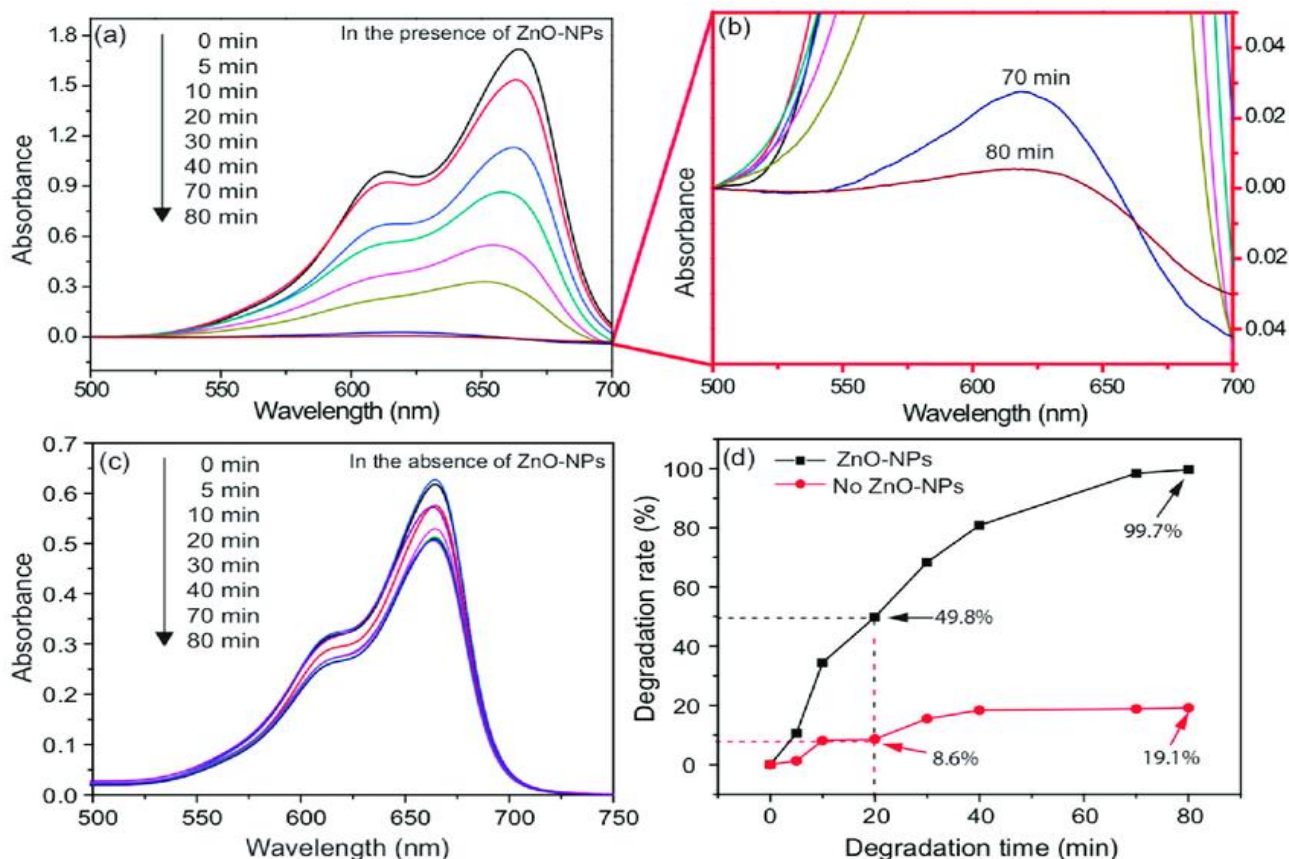 (a)
In the presence of ZnO-NPs
0 min
5 min
10 min
20 min
30 min
40 min
70 min
80 min
1.8
1.5
1.2
0.9
0.6
0.3
0.0
Absorbance
500
550
600
650
700
Wavelength (nm)
(b)
70 min
80 min
Absorbance
0.04
0.02
0.00
0.02
0.04
500
550
600
650
700
Wavelength (nm)
(c)
In the absence of ZnO-NPs
0 min
5 min
10 min
20 min
30 min
40 min
70 min
80 min
0.7
0.6
0.5
0.4
0.3
0.2
0.1
0.0
Absorbance
500
550
600
650
700
750
Wavelength (nm)
(d)
ZnO-NPs
No ZnO-NPs
100
80
60
40
20
0
Degradation rate (%)
99.7%
49.8%
8.6%
19.1%
0
20
40
60
80
Degradation time (min)